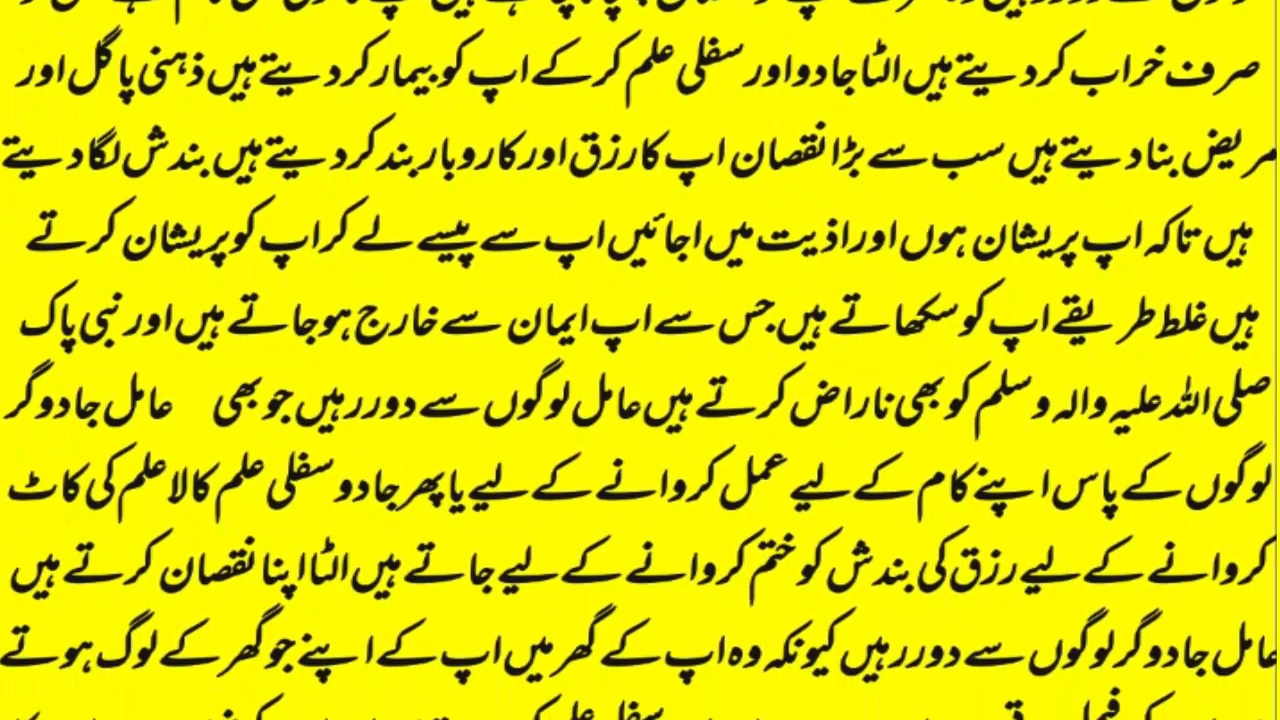 صرف خراب کر دیتے ہیں الٹا جادو اور سفلی علم کر کے اپ کو بیمار کر دیتے ہیں ذہنی پاگل اور
مریض بنا دیتے ہیں سب سے بڑا نقصان اپ کا رزق اور کاروبار بند کر دیتے ہیں بندش لگا دیتے
ہیں تاکہ اپ پریشان ہوں اور اذیت میں اجائیں اپ سے پیسے لے کر اپ کو پریشان کرتے
ہیں غلط طریقے اپ کو سکھاتے ہیں جس سے اپ ایمان سے خارج ہو جاتے ہیں اور نبی پاک
صلی اللہ علیہ والہ وسلم کو بھی ناراض کرتے ہیں عامل لوگوں سے دور رہیں جو بھی عامل جادوگر
لوگوں کے پاس اپنے کام کے لیے عمل کروانے کے لیے یا پھر جادو سفلی علم کالا علم کی کاٹ
کروانے کے لیے رزق کی بندش کو ختم کروانے کے لیے جاتے ہیں الٹا اپنا نقصان کرتے ہیں
عامل جادوگر لوگوں سے دور رہیں کیونکہ وہ اپ کے گھر میں اپ کے اپنے جو گھر کے لوگ ہوتے